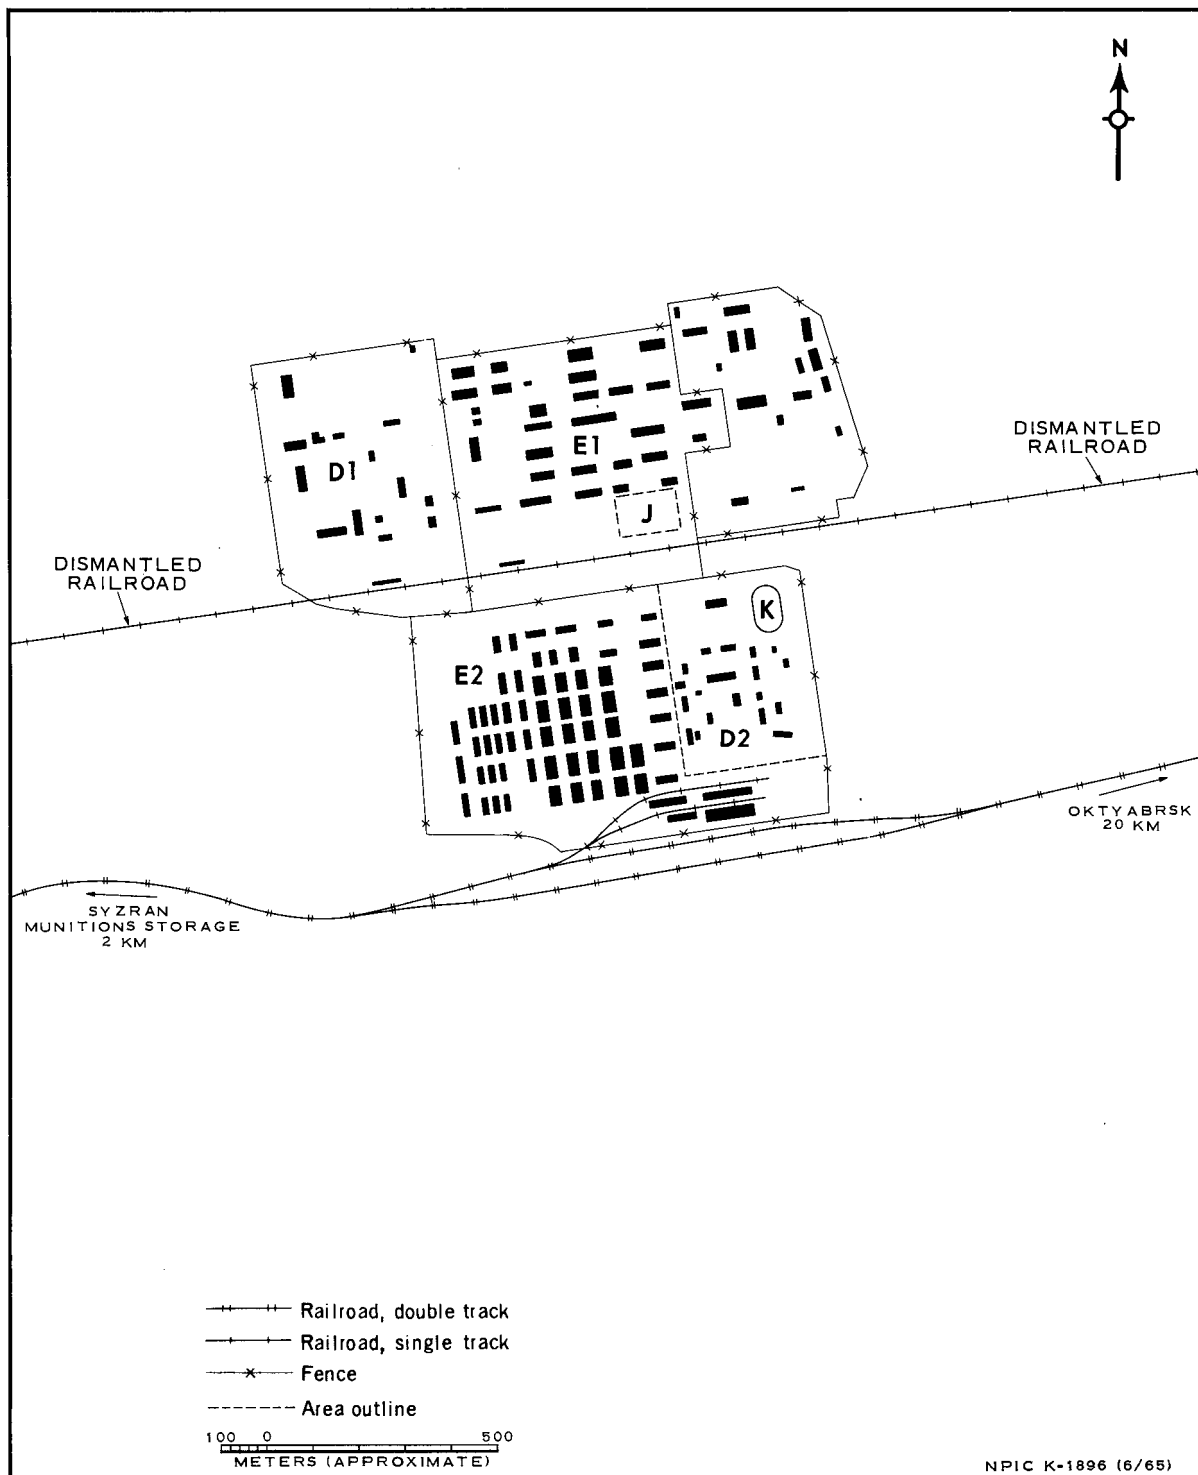 N
DISMANTLED
RAILROAD
D1
E1
J
DISMANTLED
RAILROAD
K
E2
D2
OKTYABRSK
20 KM
SYZRAN
MUNITIONS STORAGE
2 KM
Railroad, double track
Railroad, single track
Fence
Area outline
100 0 500
METERS (APPROXIMATE)
NPIC K-1896 (6/65)